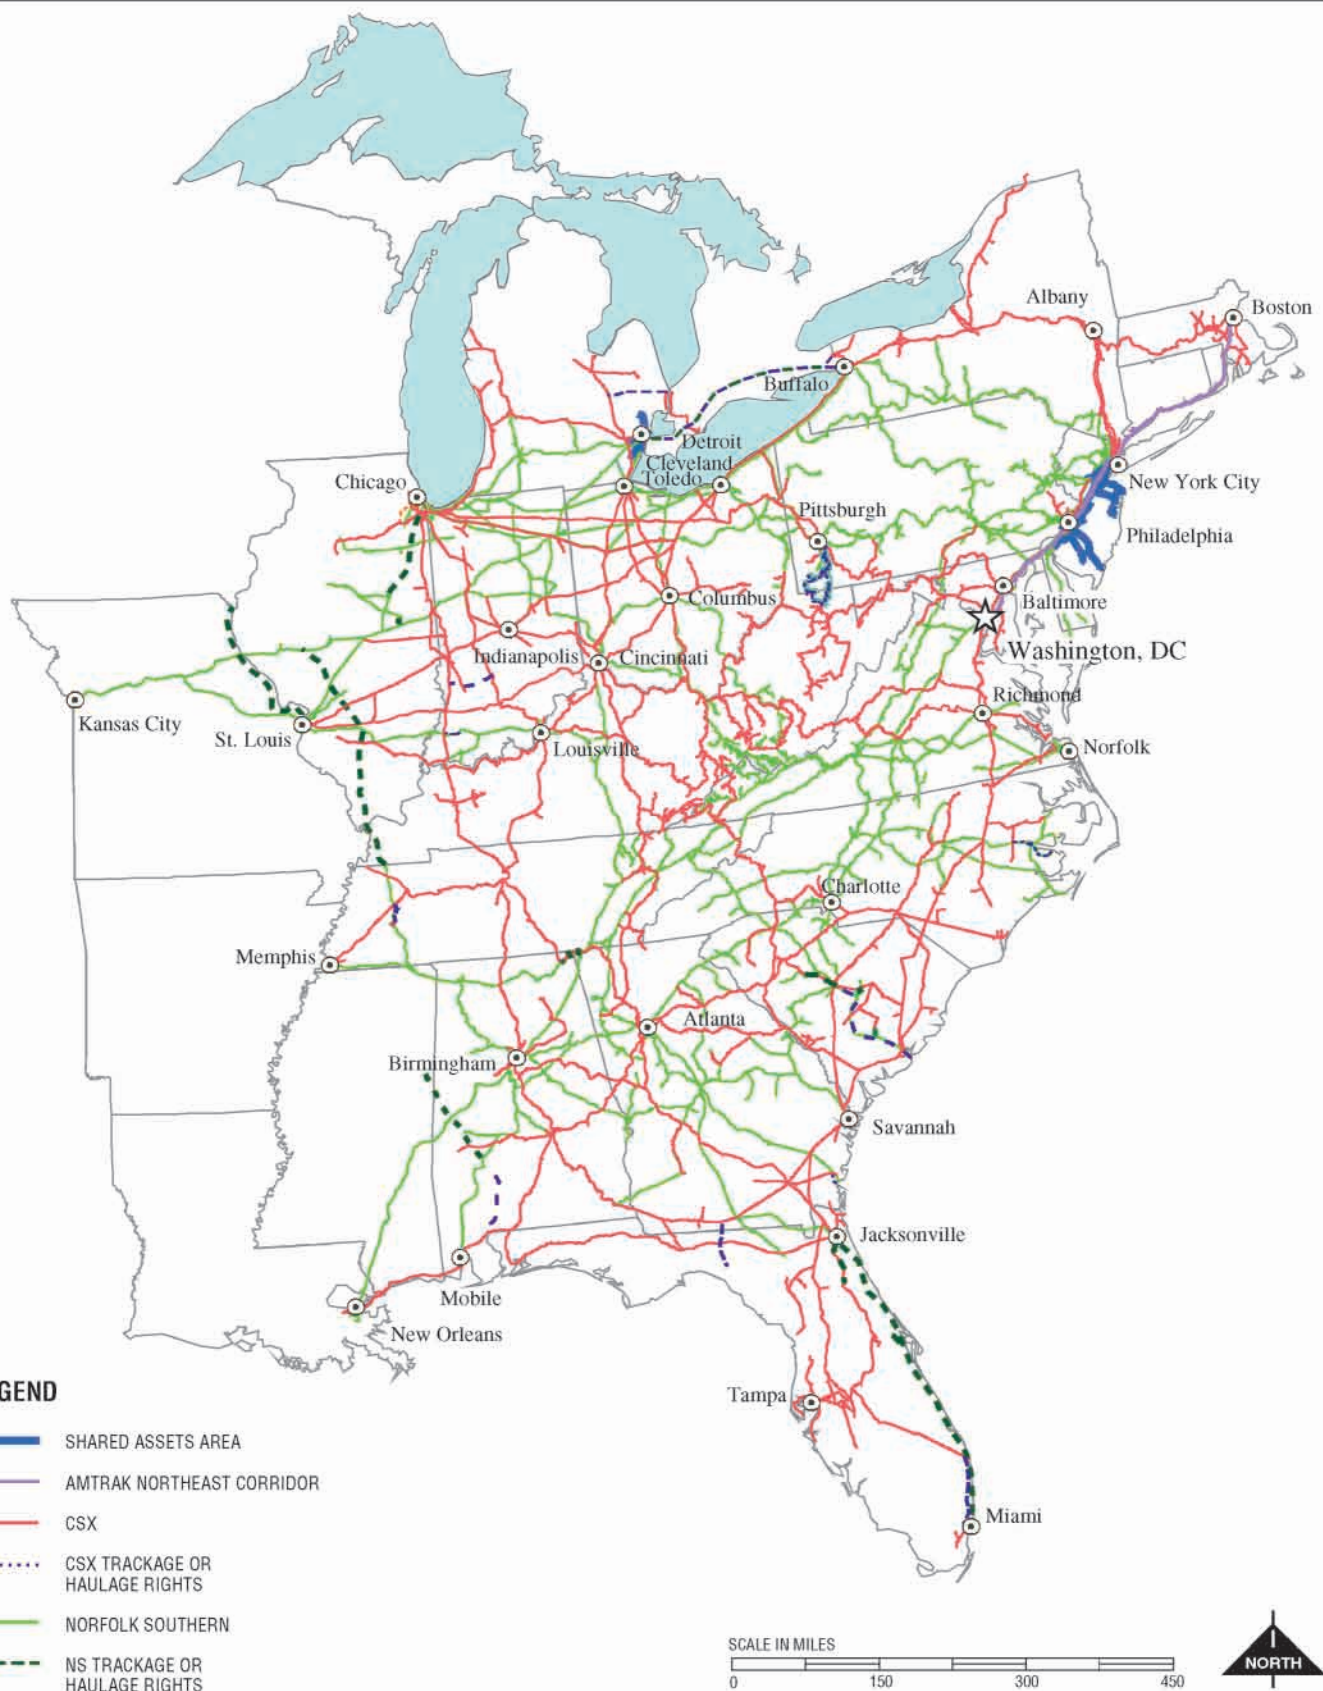 Albany
Boston
Buffalo
Detroit
Cleveland
Toledo
Chicago
New York City
Pittsburgh
Philadelphia
Columbus
Baltimore
Indianapolis
Cincinnati
Washington, DC
Richmond
Kansas City
St. Louis
Louisville
Norfolk
Charlotte
Memphis
Atlanta
Birmingham
Savannah
Jacksonville
Mobile
New Orleans
Tampa
Miami
GEND
SHARED ASSETS AREA
AMTRAK NORTHEAST CORRIDOR
CSX
CSX TRACKAGE OR
HAULAGE RIGHTS
NORFOLK SOUTHERN
NS TRACKAGE OR
HAULAGE RIGHTS
SCALE IN MILES
0 150 300 450
NORTH